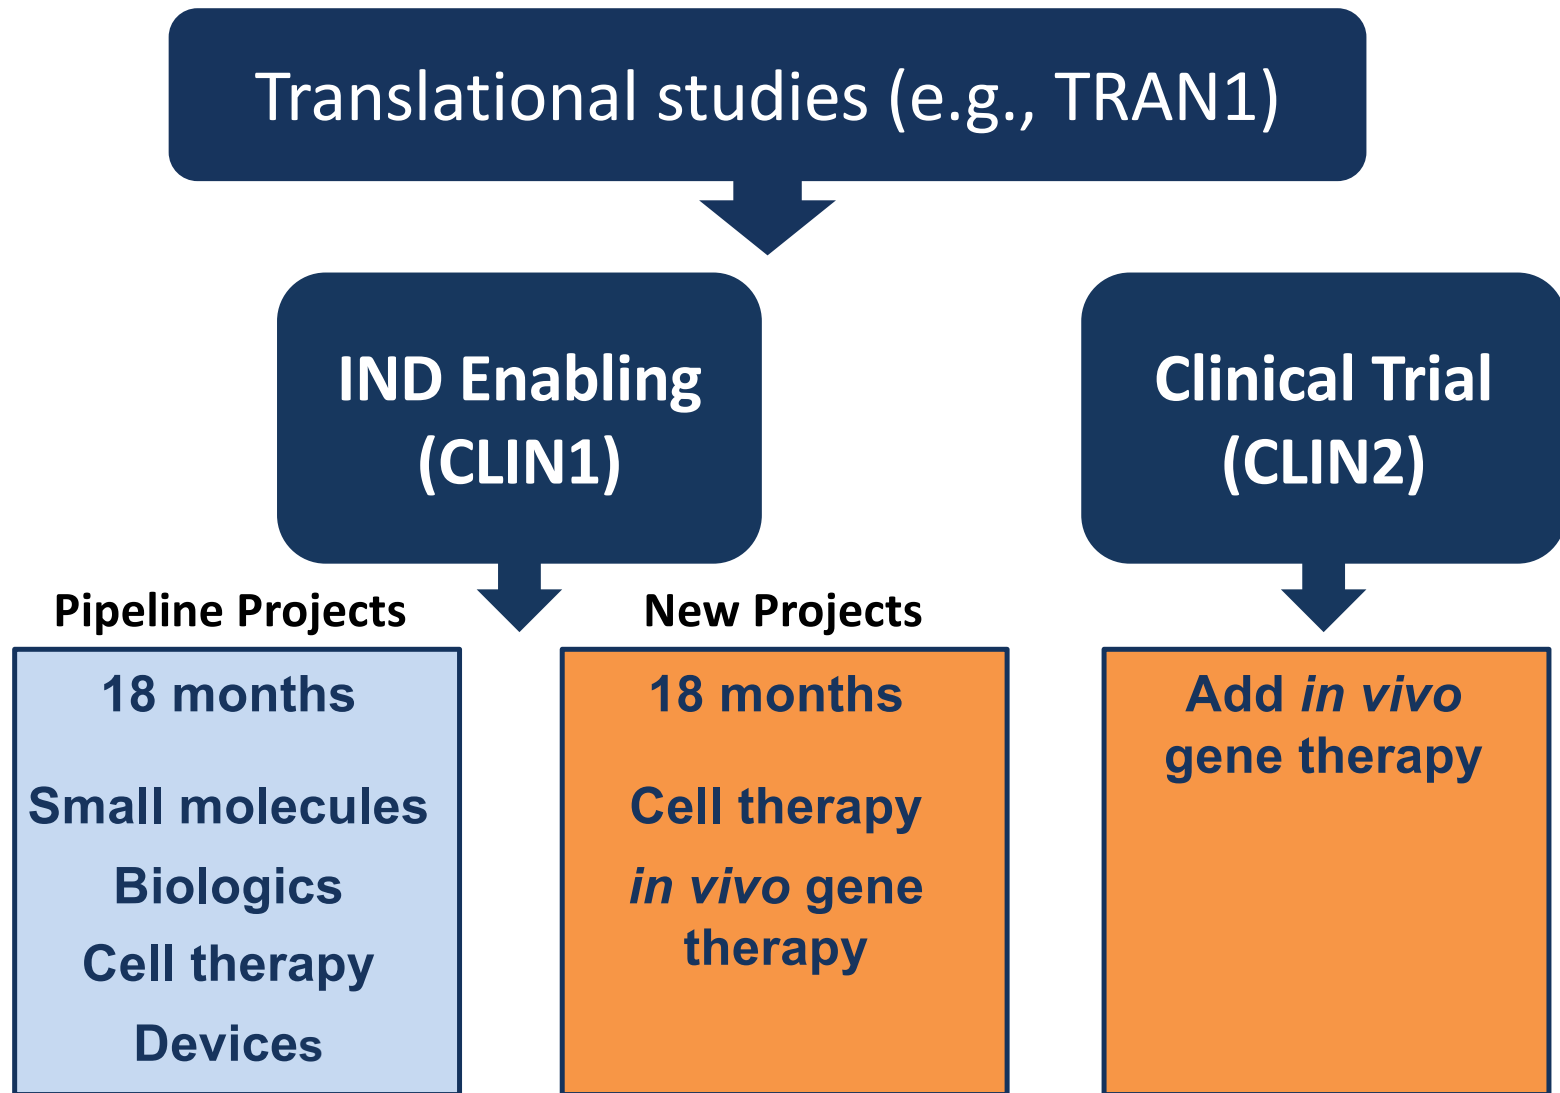 Translational studies (e.g., TRAN1)
IND Enabling
(CLIN1)
Clinical Trial
(CLIN2)
Pipeline Projects
18 months
Small molecules
Biologics
Cell therapy
Devices
New Projects
18 months
Cell therapy
in vivo gene
therapy
Add in vivo
gene therapy